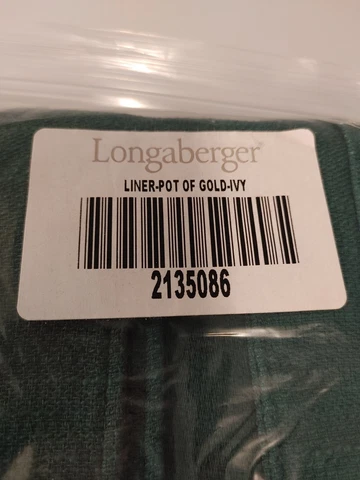 Longaberger®
LINER-POT OF GOLD-IVY
2135086